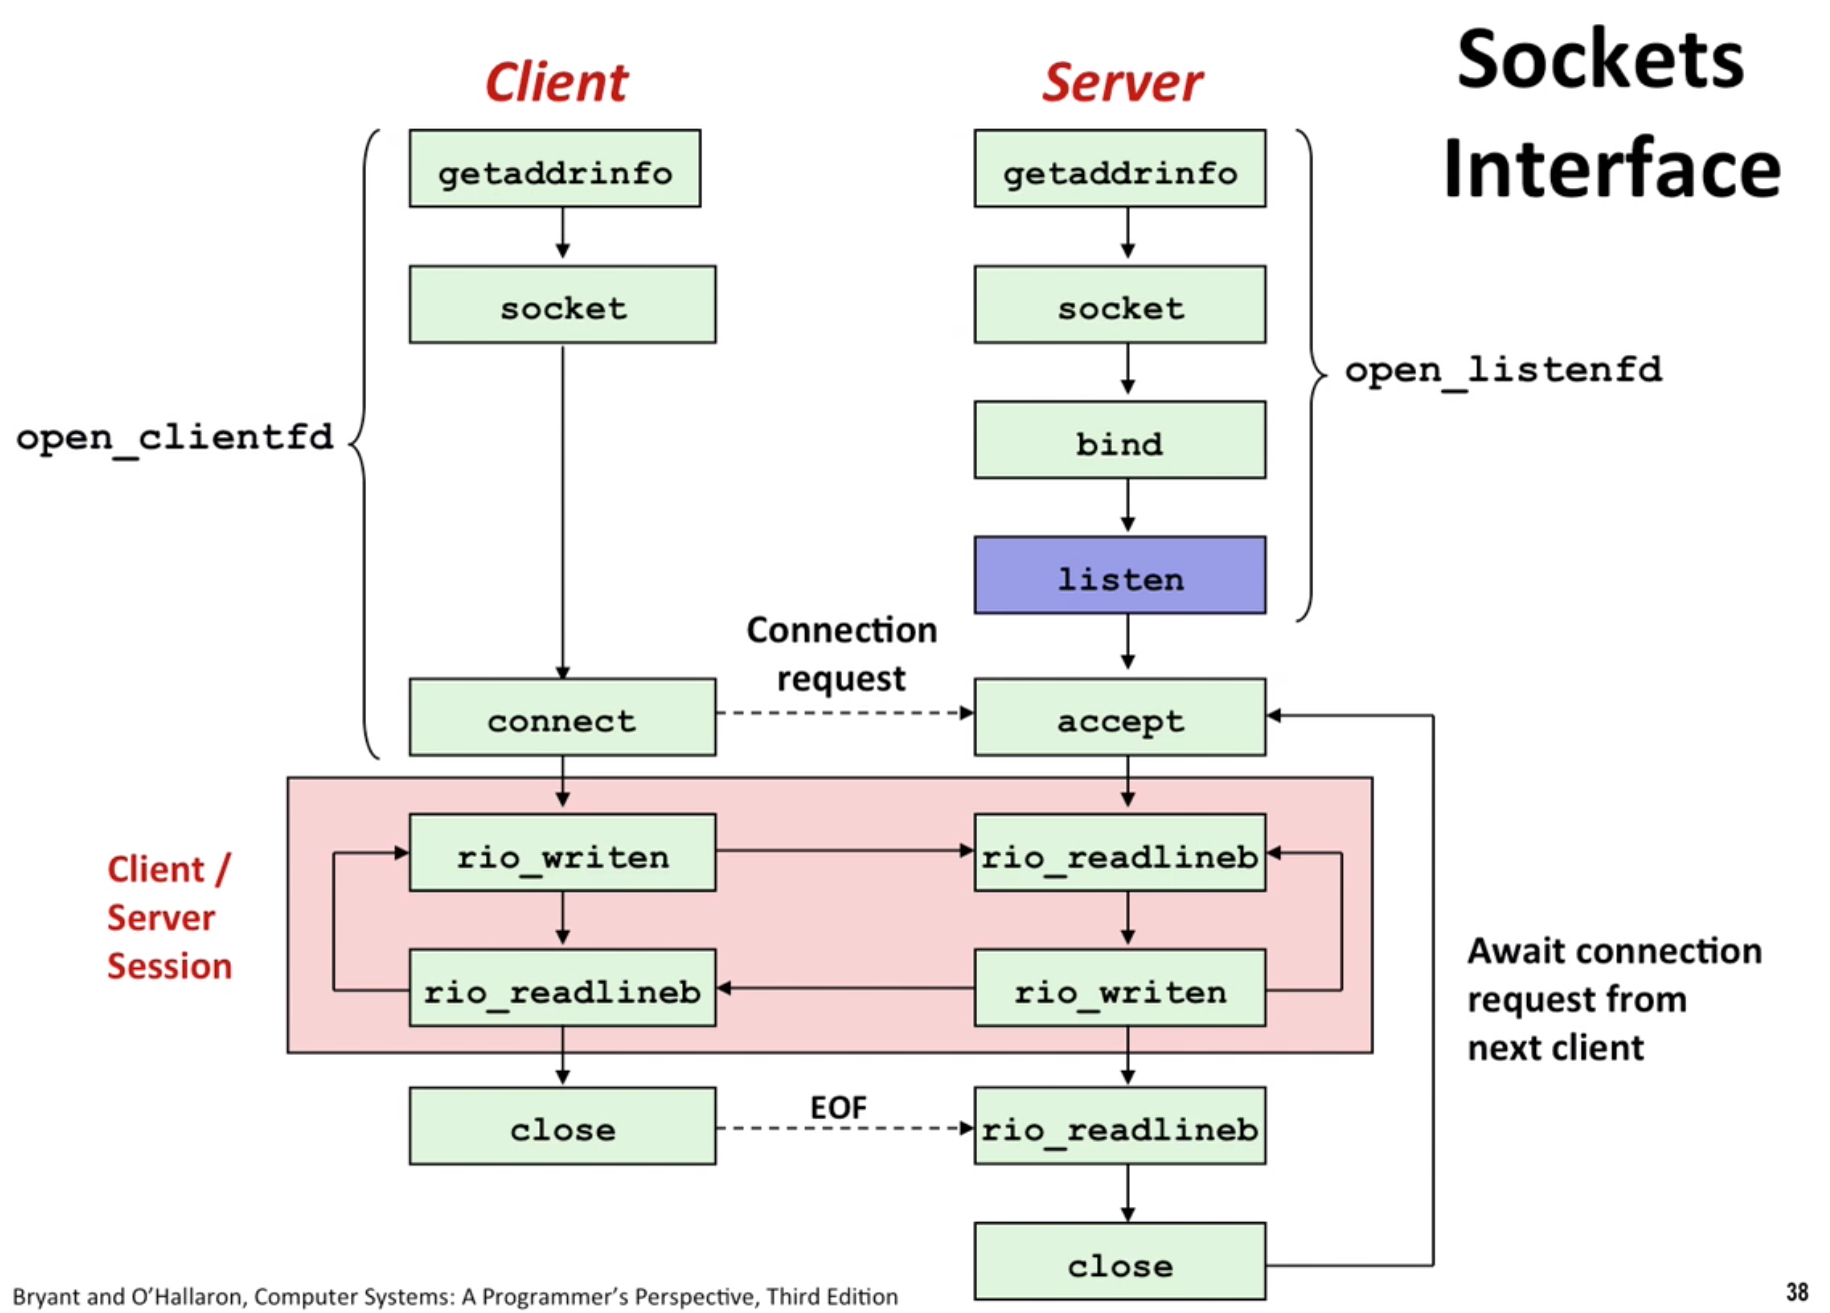 Sockets
Interface
Client
Server
getaddrinfo
getaddrinfo
socket
socket
open_listenfd
open_clientfd
bind
listen
Connection
request
connect
accept
Client /
Server
Session
rio_writen
rio_readlineb
rio_readlineb
rio_writen
Await connection
request from
next client
close
EOF
rio_readlineb
close
Bryant and O'Hallaron, Computer Systems: A Programmer's Perspective, Third Edition
38